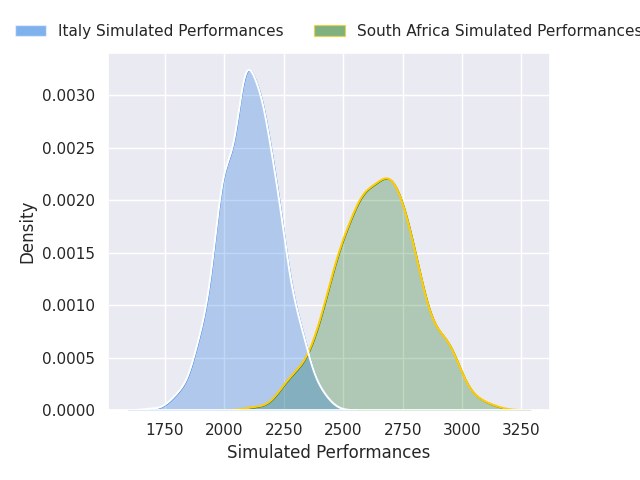 Italy Simulated Performances South Africa Simulated Performances
0.0030
0.0025
0.0020
0.0015
0.0010
0.0005
0.0000
Density
1750 2000 2250 2500 2750 3000 3250
Simulated Performances